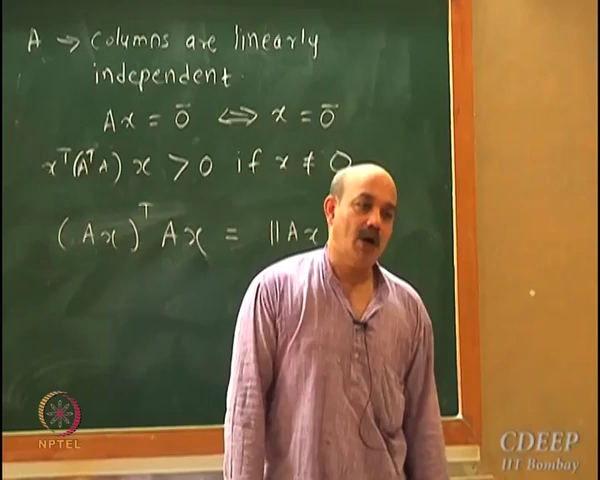 A → columns are linearly
independent.
Ax = 0̄ ⇔ x = 0̄
xᵀ(AᵀA) x > 0 if x ≠ 0
(Ax)ᵀ Ax = ||Ax
NPTEL
CDEEP
IIT Bombay